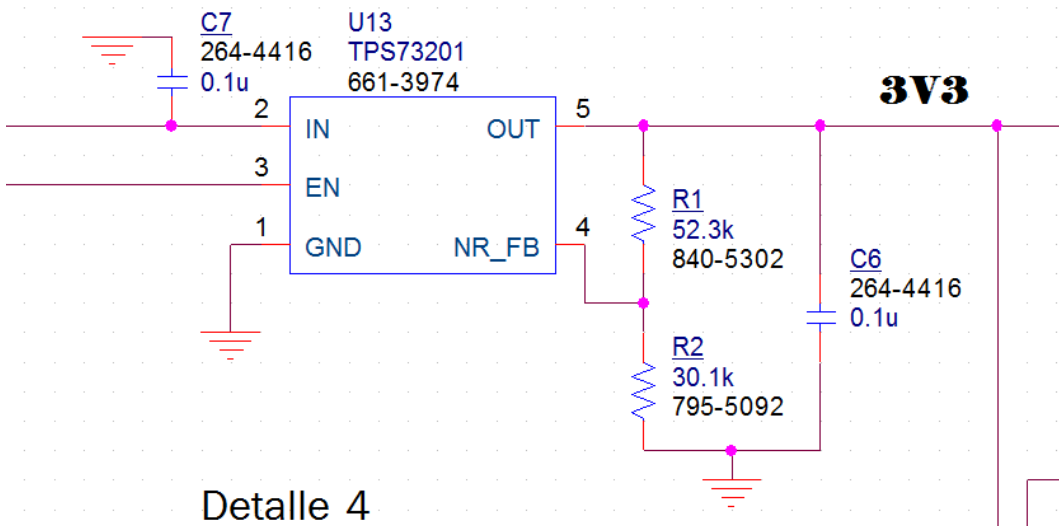 C7
264-4416
0.1u
U13
TPS73201
661-3974
3V3
2
IN
OUT
5
3
EN
1
GND
NR_FB
4
R1
52.3k
840-5302
C6
264-4416
0.1u
R2
30.1k
795-5092
Detalle 4